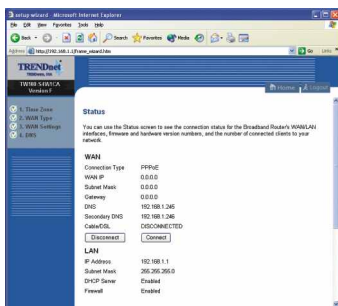 setup wizard - Microsoft Internet Explorer
File Edit View Favorites Tools Help
Back Search Favorites Media
Address http://192.168.1.1/frame_wizard.htm Go Links
TRENDnet
TRENDware, USA
Version F
Home Logout
1. Time Zone
2. WAN Type
3. WAN Settings
4. DNS
Status
You can use the Status screen to see the connection status for the Broadband Router's WAN/LAN
interfaces, firmware and hardware version numbers, and the number of connected clients to your
network.
WAN
Connection Type PPPoE
WAN IP 0.0.0.0
Subnet Mask 0.0.0.0
Gateway 0.0.0.0
DNS 192.168.1.245
Secondary DNS 192.168.1.246
Cable/DSL DISCONNECTED
Disconnect Connect
LAN
IP Address 192.168.1.1
Subnet Mask 255.255.255.0
DHCP Server Enabled
Firewall Enabled